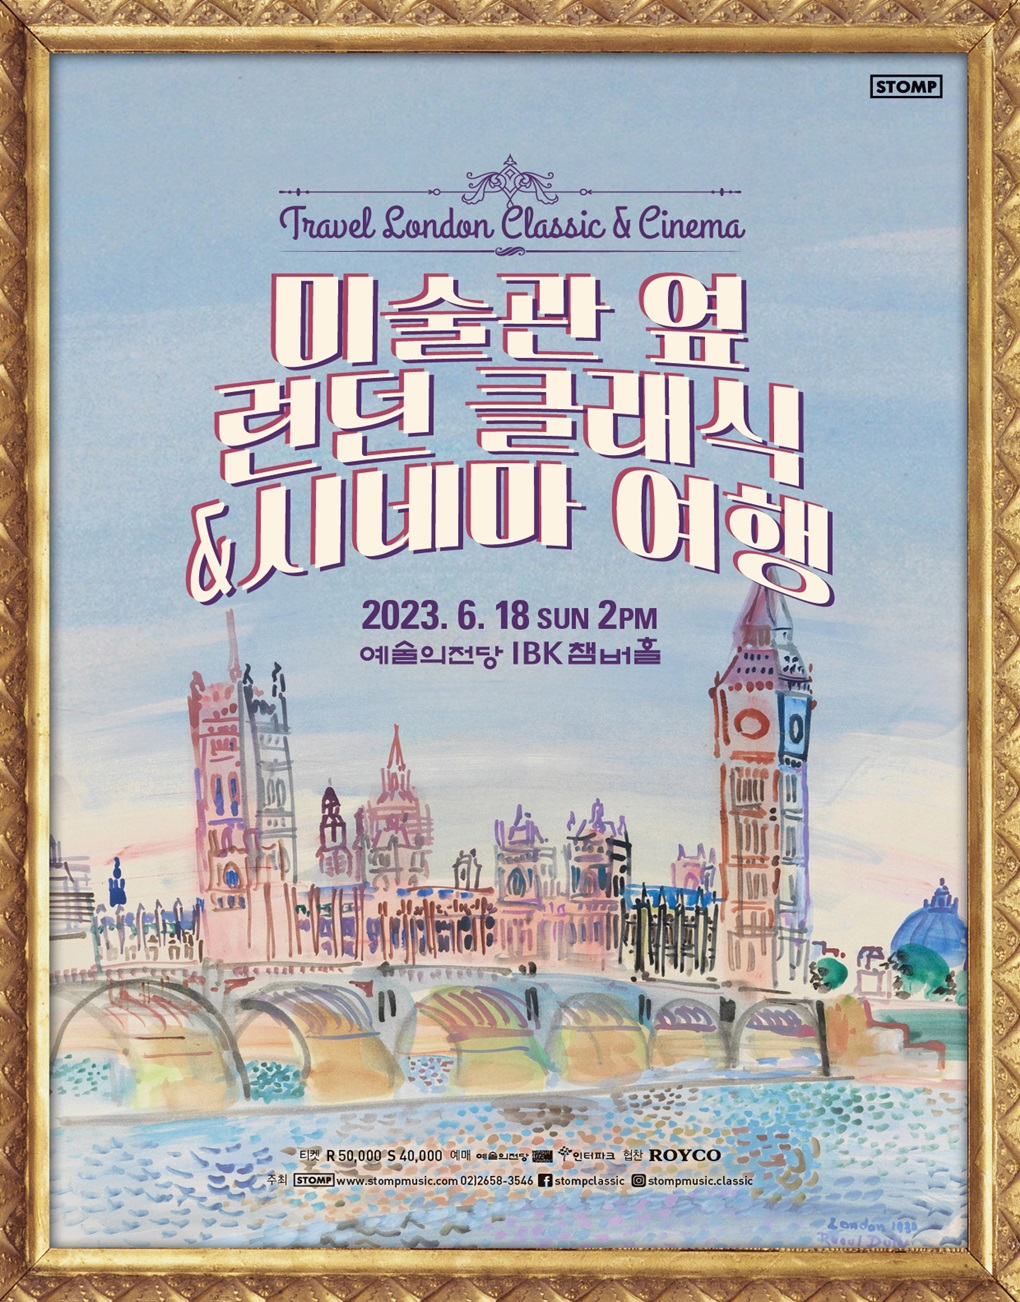 STOMP
Travel London Classic & Cinema
미술관 옆
런던 클래식
&시네마 여행
2023. 6. 18 SUN 2PM
예술의전당 IBK챔버홀
티켓 R 50,000 S 40,000 예매 예술의전당 인터파크 협찬 ROYCO
주최 STOMP www.stompmusic.com 02)2658-3546 stompclassic stompmusic.classic
London
Raoul